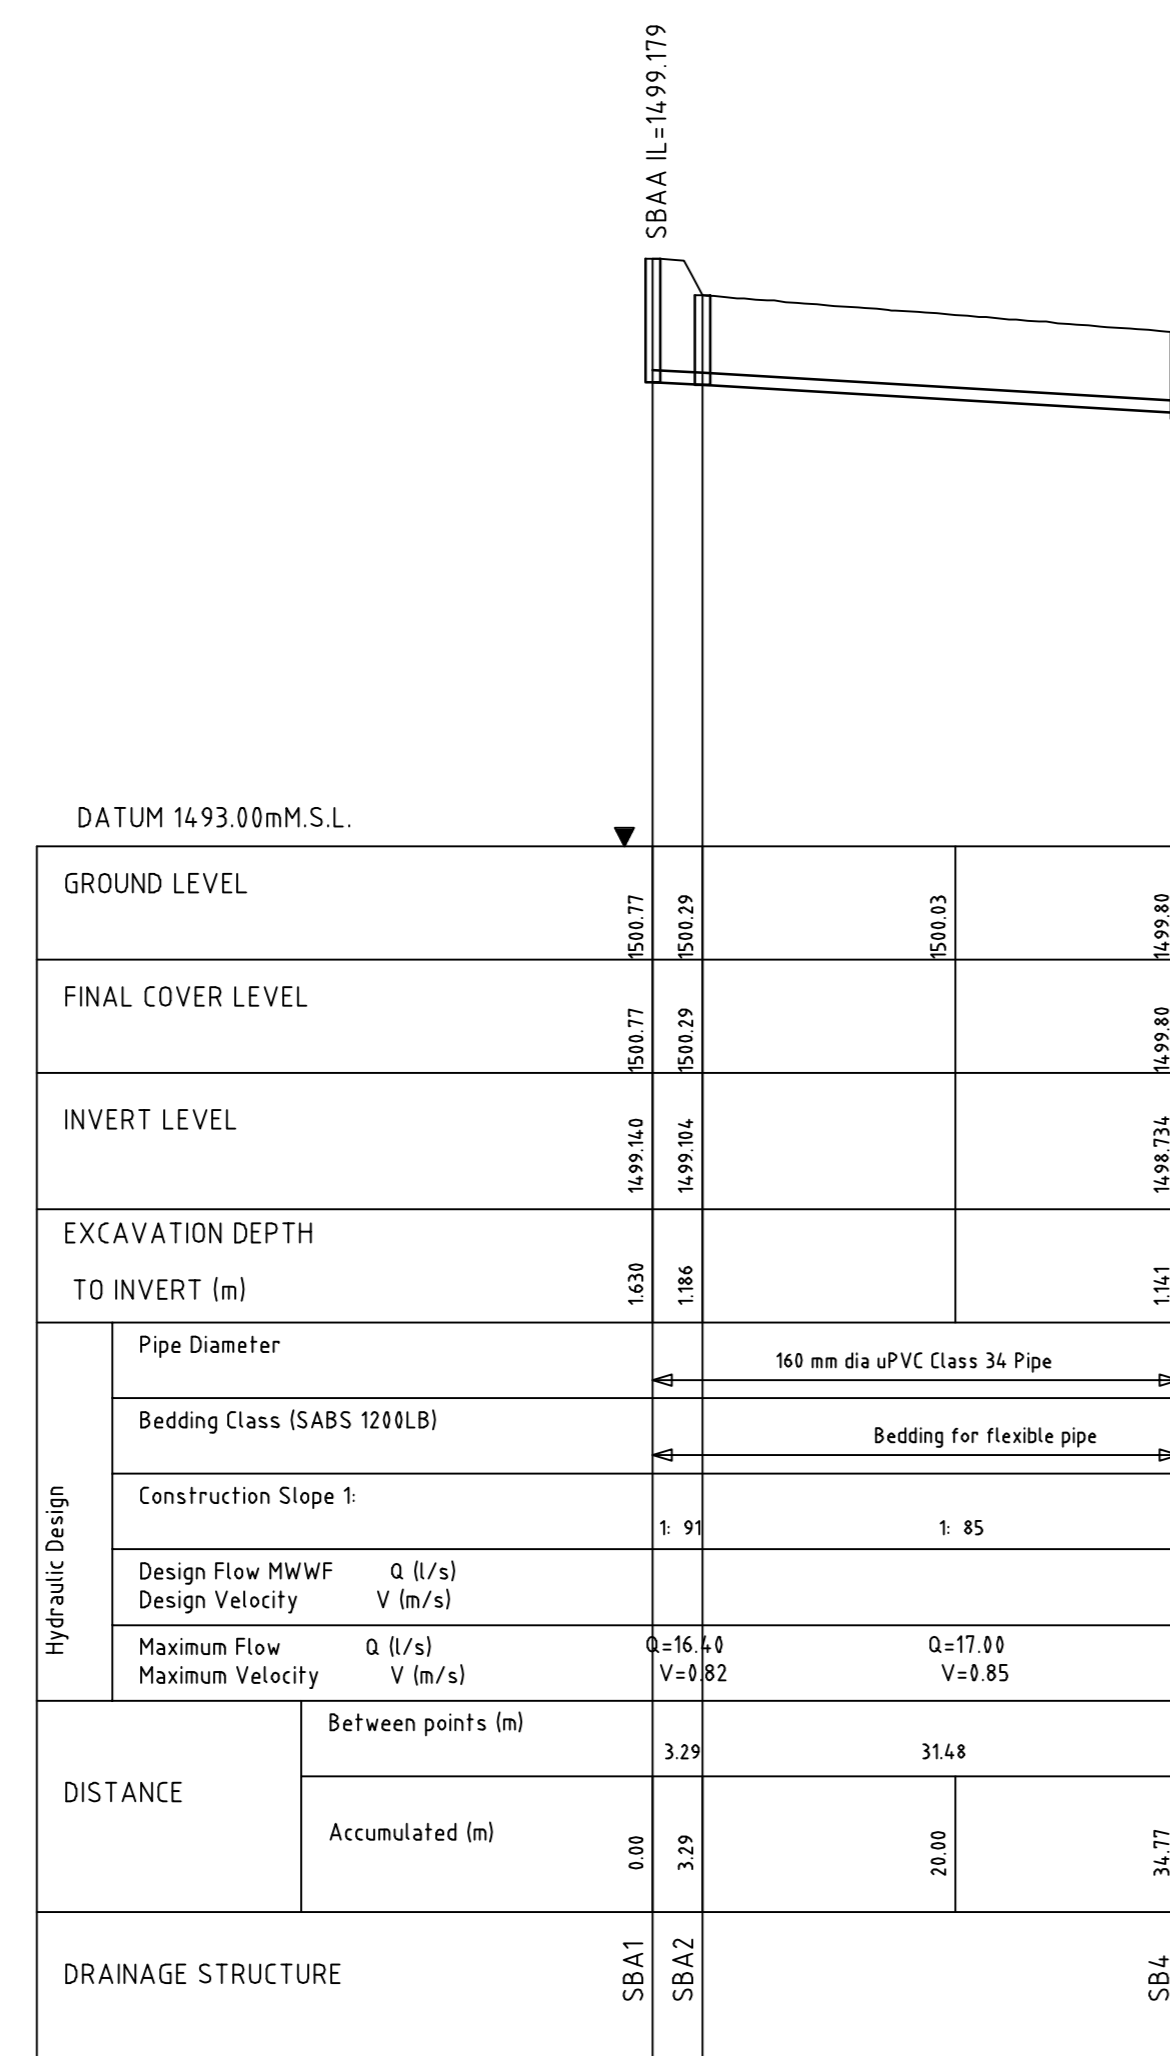 SBAA IL=1499.179
DATUM 1493.00mM.S.L.
GROUND LEVEL
1500.77
1500.29
1500.03
1499.80
FINAL COVER LEVEL
1500.77
1500.29
1499.80
INVERT LEVEL
1499.140
1499.104
1498.734
EXCAVATION DEPTH
TO INVERT (m)
1.630
1.186
1.141
Hydraulic Design
Pipe Diameter
160 mm dia uPVC Class 34 Pipe
Bedding Class (SABS 1200LB)
Bedding for flexible pipe
Construction Slope 1:
1: 91
1: 85
Design Flow MWWF Q (l/s)
Design Velocity V (m/s)
Maximum Flow Q (l/s)
Maximum Velocity V (m/s)
Q=16.40
V=0.82
Q=17.00
V=0.85
DISTANCE
Between points (m)
3.29
31.48
Accumulated (m)
0.00
3.29
20.00
34.77
DRAINAGE STRUCTURE
SBA1
SBA2
SB4